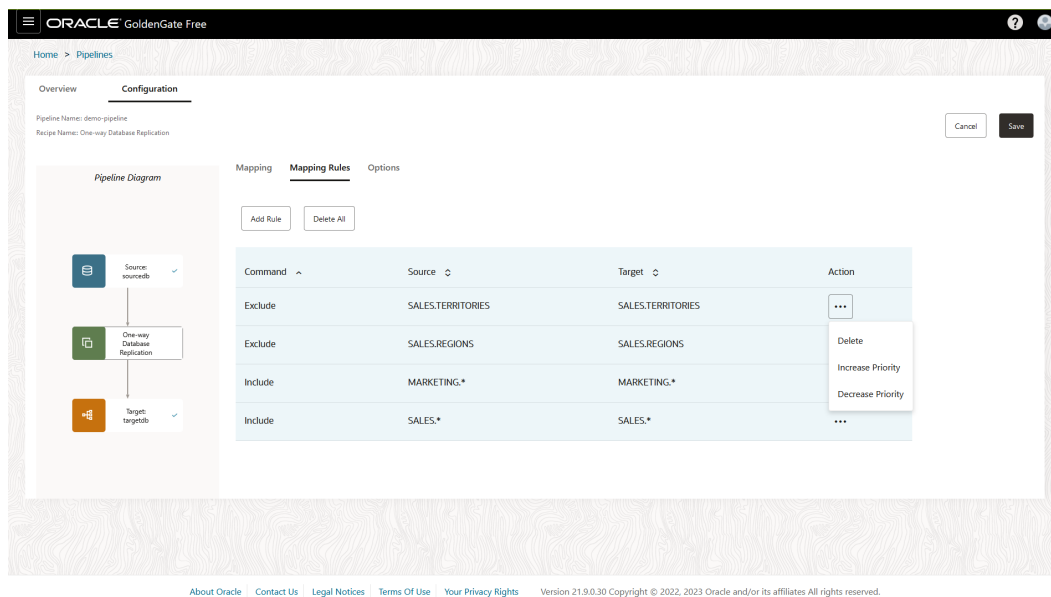 ORACLE GoldenGate Free
Home > Pipelines
Overview Configuration
Pipeline Name:: demo-pipeline
Recipe Name:: One-way Database Replication
Cancel Save
Pipeline Diagram
Mapping Mapping Rules Options
Add Rule Delete All
Source:
sourcedb
One-way
Database
Replication
Target:
targetdb
Command Source Target Action
Exclude SALES.TERRITORIES SALES.TERRITORIES
Exclude SALES.REGIONS SALES.REGIONS
Include MARKETING.* MARKETING.*
Include SALES.* SALES.*
Delete
Increase Priority
Decrease Priority
About Oracle Contact Us Legal Notices Terms Of Use Your Privacy Rights Version 21.9.0.30 Copyright © 2022, 2023 Oracle and/or its affiliates All rights reserved.